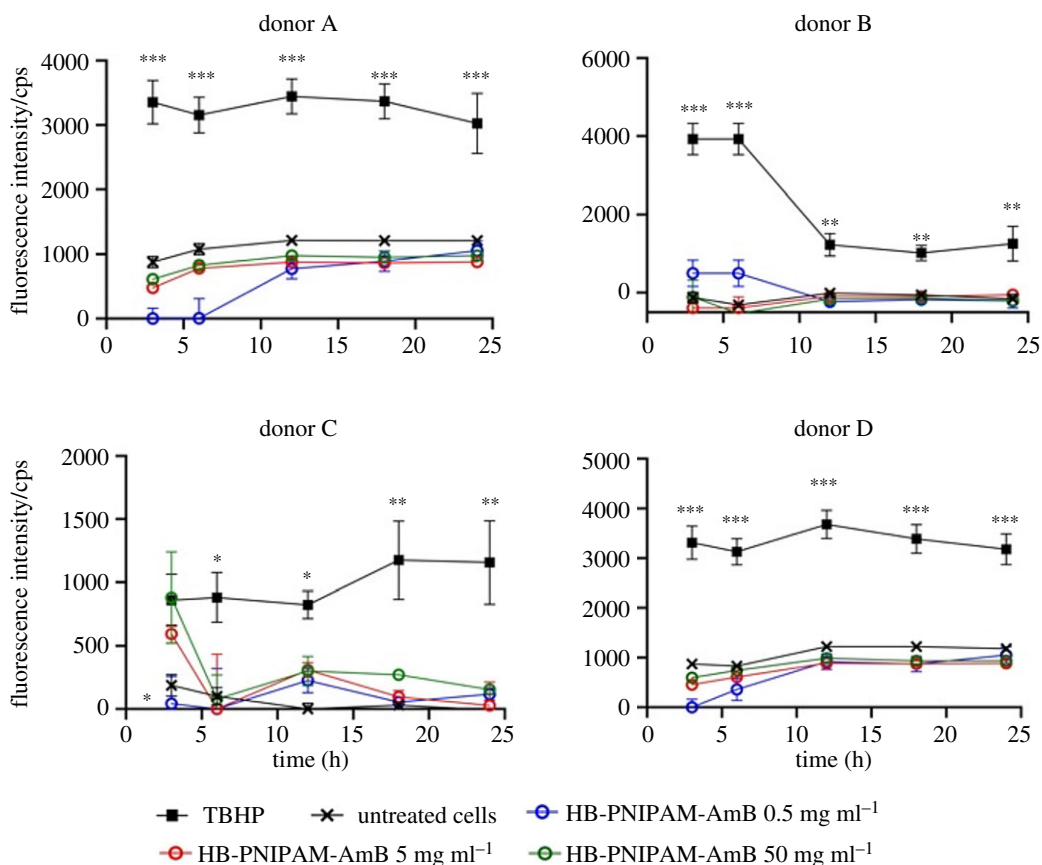 donor A
donor B
fluorescence intensity/cps
4000
3000
2000
1000
0
*** *** *** *** ***
0 5 10 15 20 25
6000
4000
2000
0
*** *** ** ** **
0 5 10 15 20 25
donor C
donor D
fluorescence intensity/cps
2000
1500
1000
500
0
* * * ** **
0 5 10 15 20 25
time (h)
5000
4000
3000
2000
1000
0
*** *** *** *** ***
0 5 10 15 20 25
time (h)
TBHP untreated cells HB-PNIPAM-AmB 0.5 mg ml⁻¹
HB-PNIPAM-AmB 5 mg ml⁻¹ HB-PNIPAM-AmB 50 mg ml⁻¹